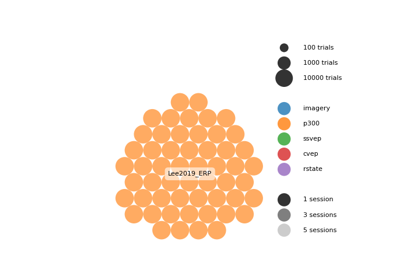 100 trials
1000 trials
10000 trials
imagery
p300
ssvep
cvep
rstate
Lee2019_ERP
1 session
3 sessions
5 sessions